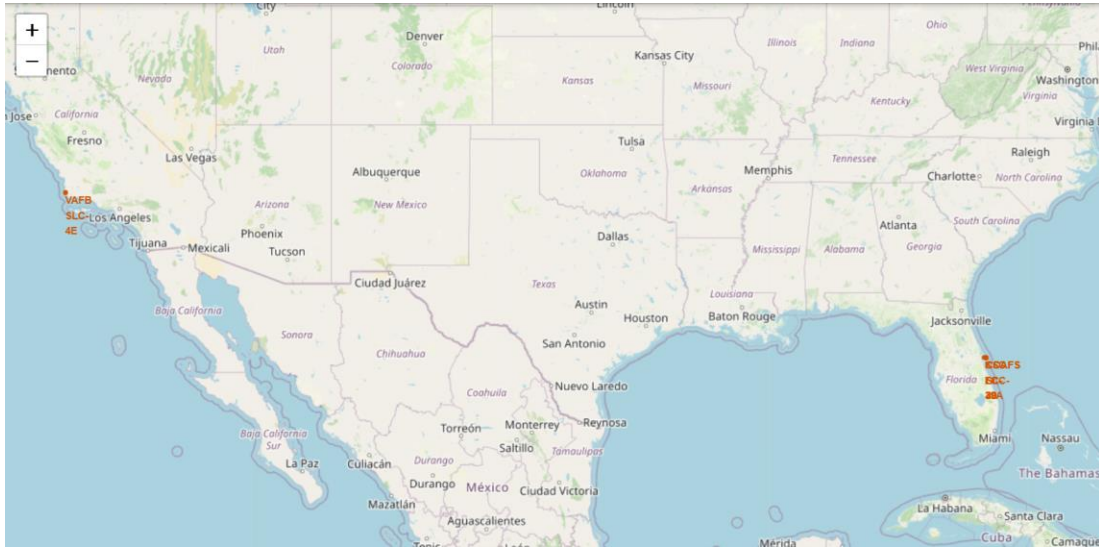 +
−
City
Lincoln
Denver
Kansas City
Illinois
Indiana
Ohio
Utah
Colorado
Nevada
Kansas
Missouri
West Virginia
Washington
Virginia
Kentucky
California
Fresno
Las Vegas
Tulsa
Raleigh
Albuquerque
Oklahoma
Memphis
Tennessee
Charlotte
North Carolina
Arkansas
VAFB
SLC-
4E
Los Angeles
Arizona
New Mexico
Phoenix
Tucson
Tijuana
Mexicali
Dallas
Mississippi
Alabama
Atlanta
Georgia
South Carolina
Ciudad Juárez
Texas
Louisiana
Austin
Houston
Baton Rouge
Jacksonville
Baja California
Sonora
Chihuahua
San Antonio
Coahuila
Nuevo Laredo
Florida
Monterrey
Reynosa
Miami
Nassau
Baja California
Sur
Torreón
Saltillo
Tamaulipas
La Paz
Culiacán
Durango
Durango
México
Ciudad Victoria
The Bahamas
Mazatlán
Aguascalientes
La Habana
Santa Clara
Cuba
Mérida